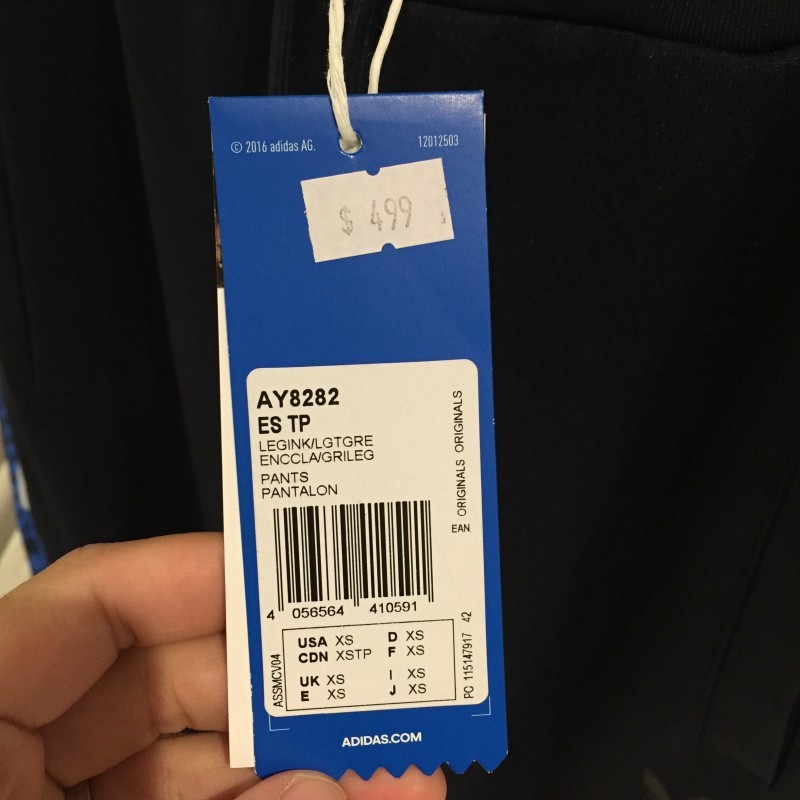 © 2016 adidas AG.
12012503
$ 499
AY8282
ES TP
LEGINK/LGTGRE
ENCCLA/GRILEG
PANTS
PANTALON
ORIGINALS ORIGINALS
EAN
4 056564 410591
USA XS D XS
CDN XSTP F XS
UK XS I XS
E XS J XS
ASSMCV04
PO 115147917 42
ADIDAS.COM